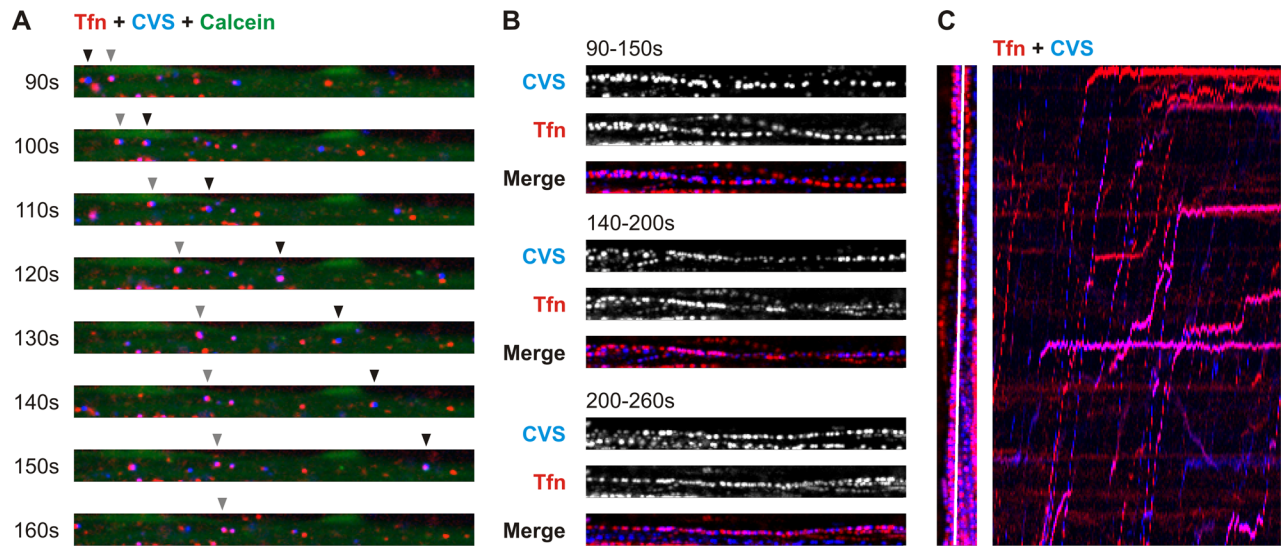 A
Tfn + CVS + Calcein
90s
100s
110s
120s
130s
140s
150s
160s
B
90-150s
CVS
Tfn
Merge
140-200s
CVS
Tfn
Merge
200-260s
CVS
Tfn
Merge
C
Tfn + CVS